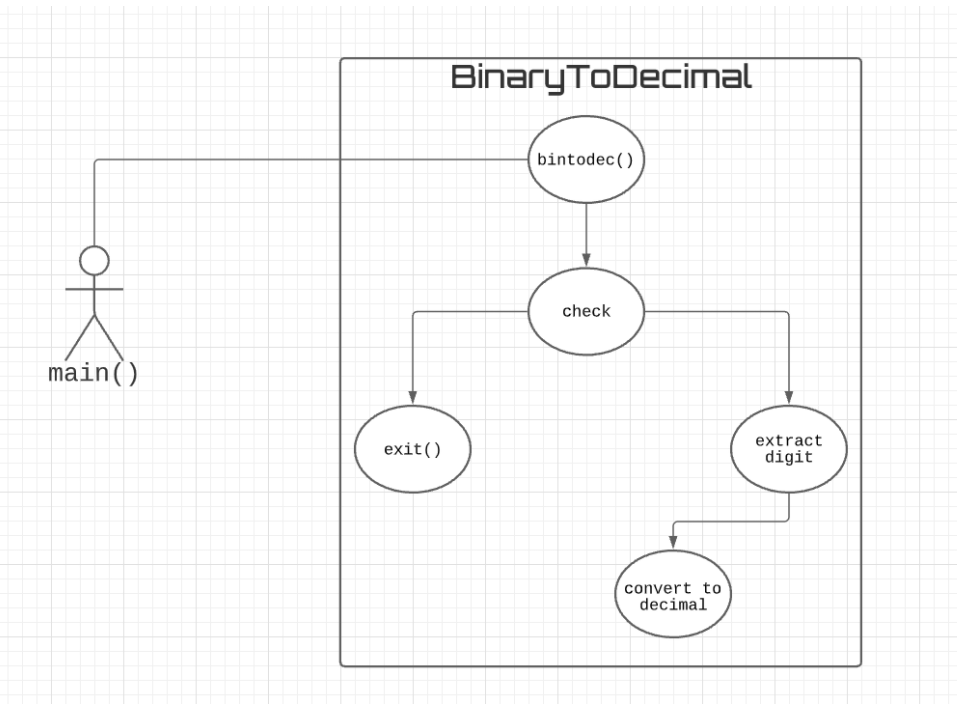 BinaryToDecimal
bintodec()
check
main()
exit()
extract
digit
convert to
decimal